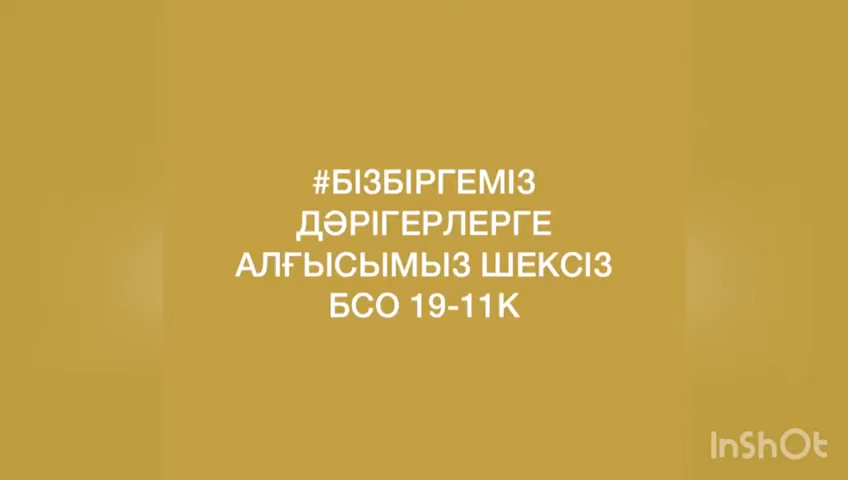 #БІЗБІРГЕМІЗ
ДӘРІГЕРЛЕРГЕ
АЛҒЫСЫМЫЗ ШЕКСІЗ
БСО 19-11К
InShOt